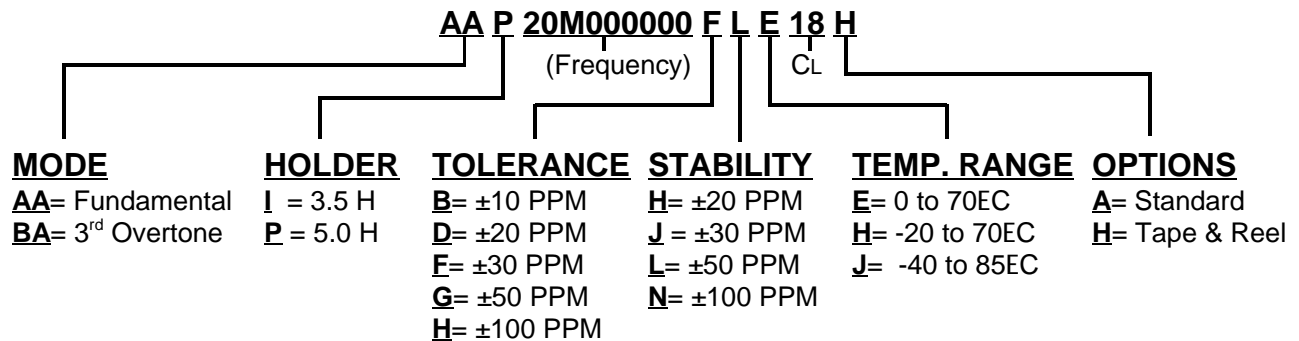 AA P 20M000000 F L E 18 H
(Frequency) CL
MODE HOLDER TOLERANCE STABILITY TEMP. RANGE OPTIONS
AA= Fundamental I = 3.5 H B= ±10 PPM H= ±20 PPM E= 0 to 70EC A= Standard
BA= 3rd Overtone P = 5.0 H D= ±20 PPM J = ±30 PPM H= -20 to 70EC H= Tape & Reel
F= ±30 PPM L= ±50 PPM J= -40 to 85EC
G= ±50 PPM N= ±100 PPM
H= ±100 PPM